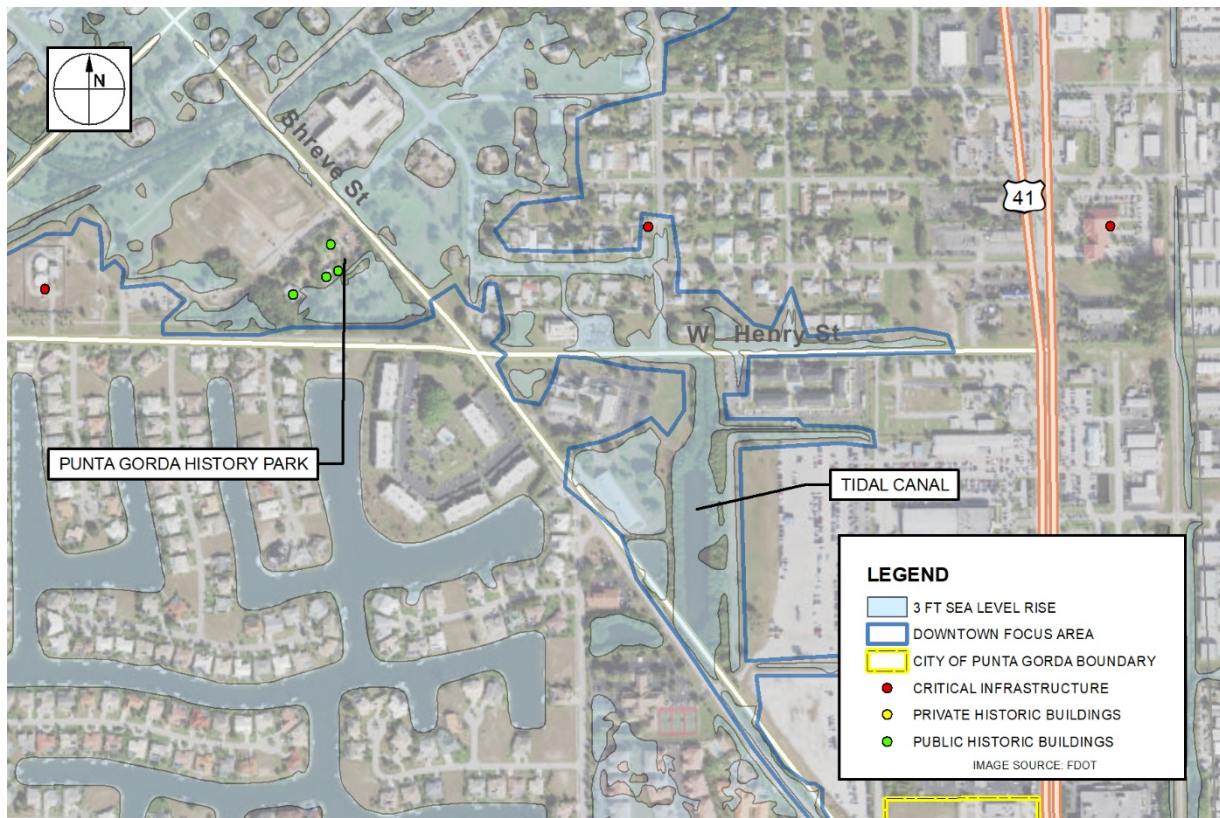 N
Shreve St
41
W Henry St
PUNTA GORDA HISTORY PARK
TIDAL CANAL
LEGEND
3 FT SEA LEVEL RISE
DOWNTOWN FOCUS AREA
CITY OF PUNTA GORDA BOUNDARY
CRITICAL INFRASTRUCTURE
PRIVATE HISTORIC BUILDINGS
PUBLIC HISTORIC BUILDINGS
IMAGE SOURCE: FDOT